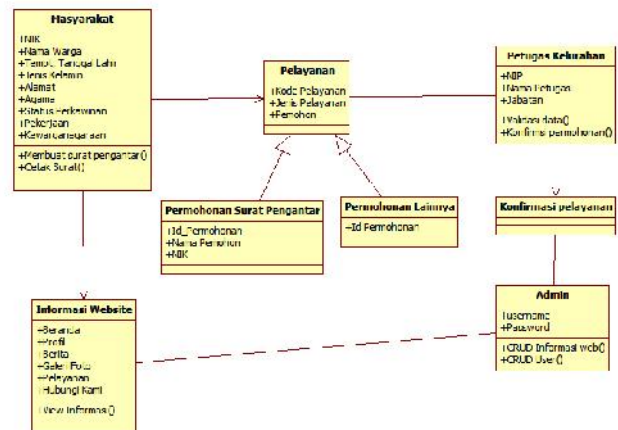 Masyarakat
+NIK
+Nama Warga
+Tempt, Tanggal Lahir
+Jenis Kelamin
+Alamat
+Agama
+Status Perkawinan
+Pekerjaan
+Kewarganegaraan
+Membuat surat pengantar()
+Cetak Surat()
Pelayanan
+Kode Pelayanan
+Jenis Pelayanan
+Pemohon
Petugas Kelurahan
+NIP
+Nama Petugas
+Jabatan
+Validasi data()
+Konfirmsi permohonan()
Permohonan Surat Pengantar
+Id_Permohonan
+Nama Pemohon
+NIK
Permohonan Lainnya
+Id Permohonan
Konfirmasi pelayanan
Informasi Website
+Beranda
+Profil
+Berita
+Galeri Foto
+Pelayanan
+Hubungi Kami
+View Informasi()
Admin
+username
+Password
+CRUD Informasi web()
+CRUD User()